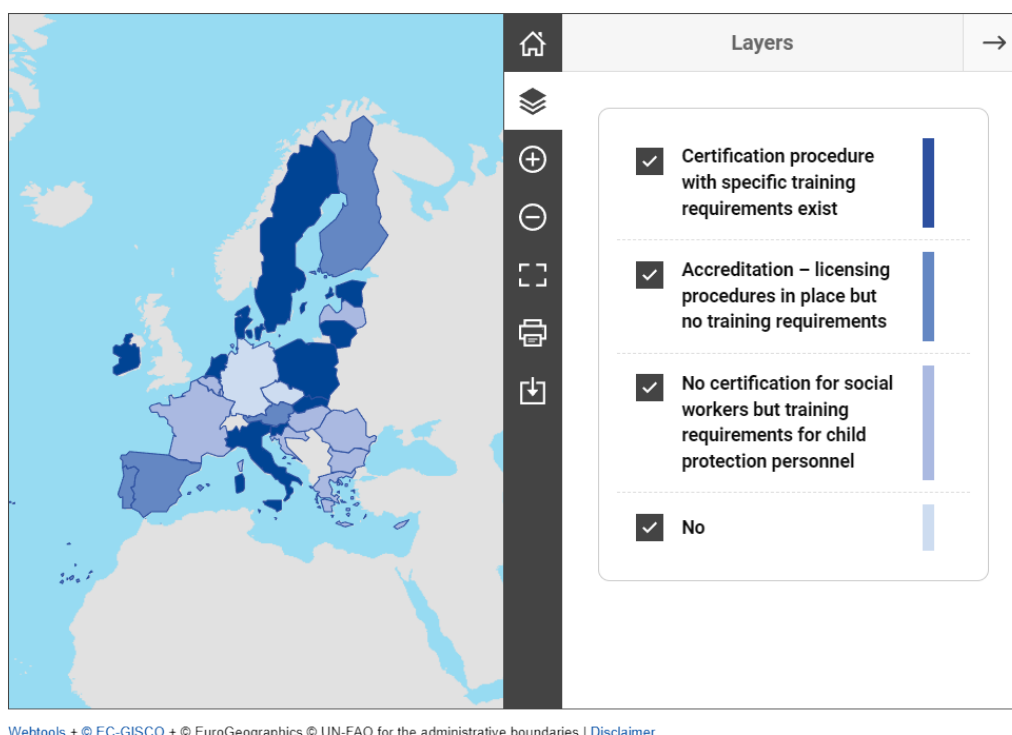 Layers
Certification procedure
with specific training
requirements exist
Accreditation – licensing
procedures in place but
no training requirements
No certification for social
workers but training
requirements for child
protection personnel
No
Webtools + © EC-GISCO + © EuroGeographics © UN-FAO for the administrative boundaries | Disclaimer